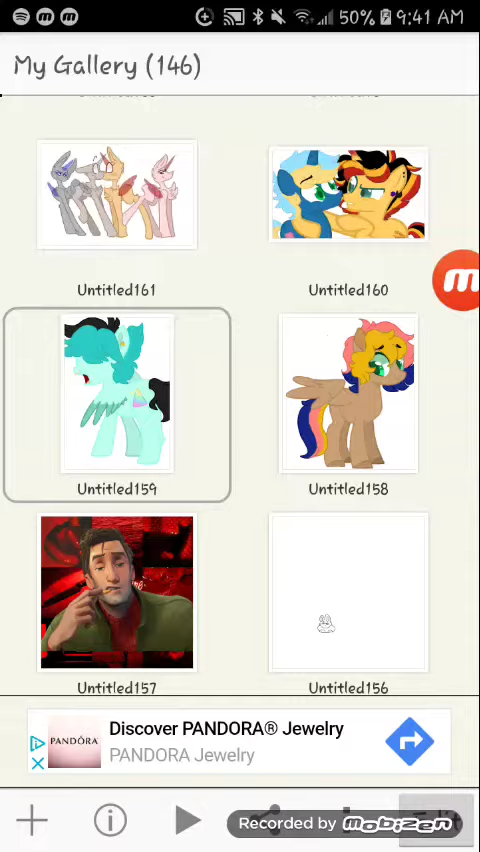 50% 9:41 AM
My Gallery (146)
Untitled161
Untitled160
Untitled159
Untitled158
Untitled157
Untitled156
Discover PANDORA® Jewelry
PANDÓRA
PANDORA Jewelry
Recorded by mobizen